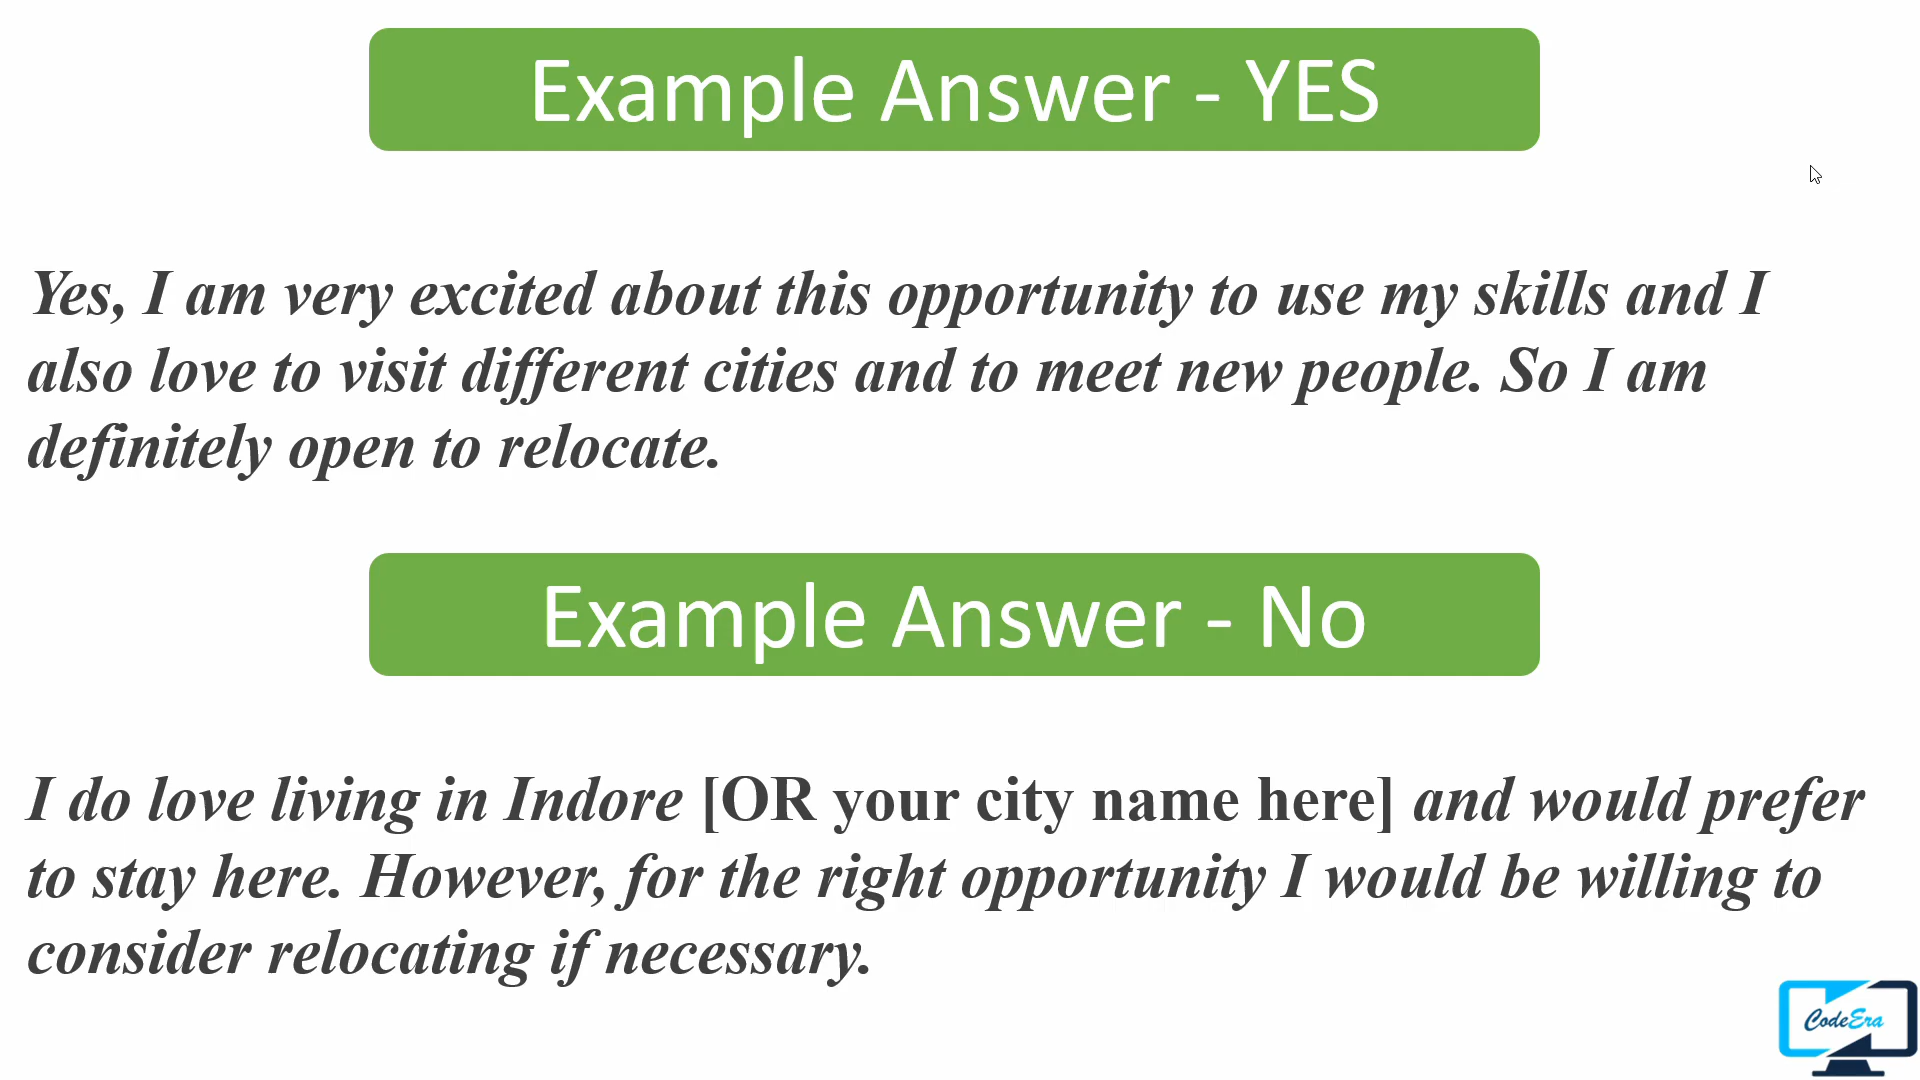 Example Answer - YES
Yes, I am very excited about this opportunity to use my skills and I
also love to visit different cities and to meet new people. So I am
definitely open to relocate.
Example Answer - No
I do love living in Indore [OR your city name here] and would prefer
to stay here. However, for the right opportunity I would be willing to
consider relocating if necessary.
CodeEra